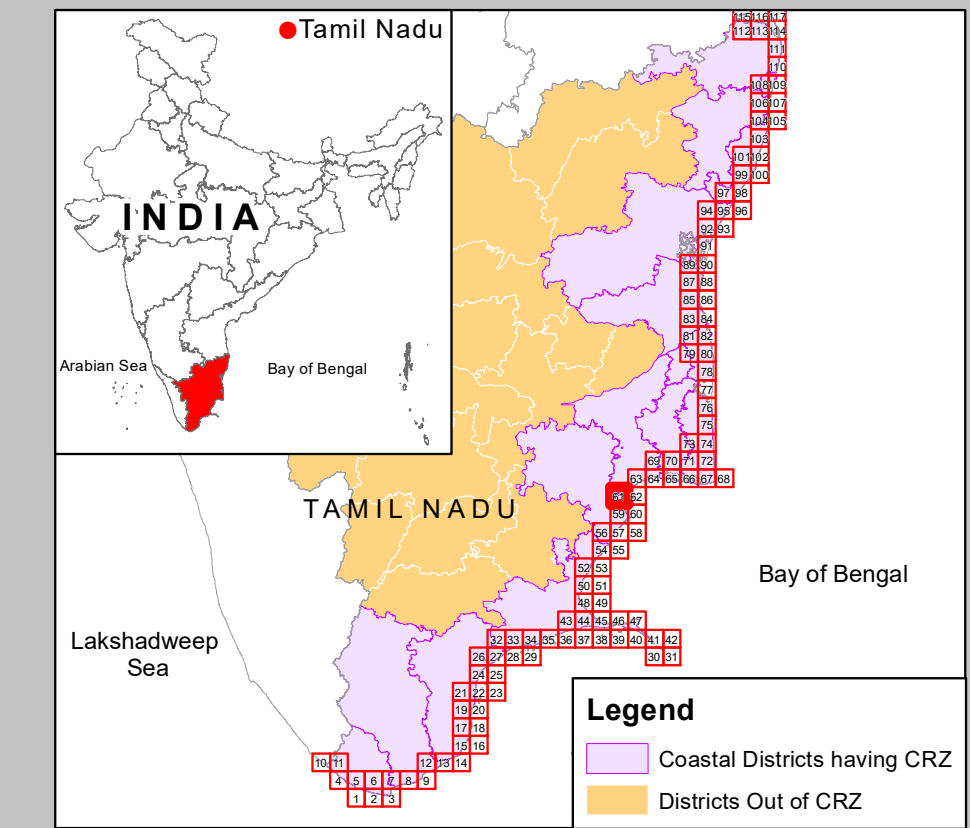 Tamil Nadu
INDIA
Arabian Sea
Bay of Bengal
115 116 117
112 113 114
111
110
108 109
106 107
104 105
103
101 102
99 100
97 98
94 95 96
92 93
91
89 90
87 88
85 86
83 84
81 82
79 80
78
77
76
75
73 74
69 70 71 72
63 64 65 66 67 68
61 62
TAMIL NADU
59 60
56 57 58
54 55
52 53
Bay of Bengal
50 51
48 49
43 44 45 46 47
32 33 34 35 36 37 38 39 40 41 42
Lakshadweep
Sea
26 27 28 29
30 31
24 25
21 22 23
19 20
17 18
15 16
10 11
12 13 14
4 5 6 7 8 9
1 2 3
Legend
Coastal Districts having CRZ
Districts Out of CRZ